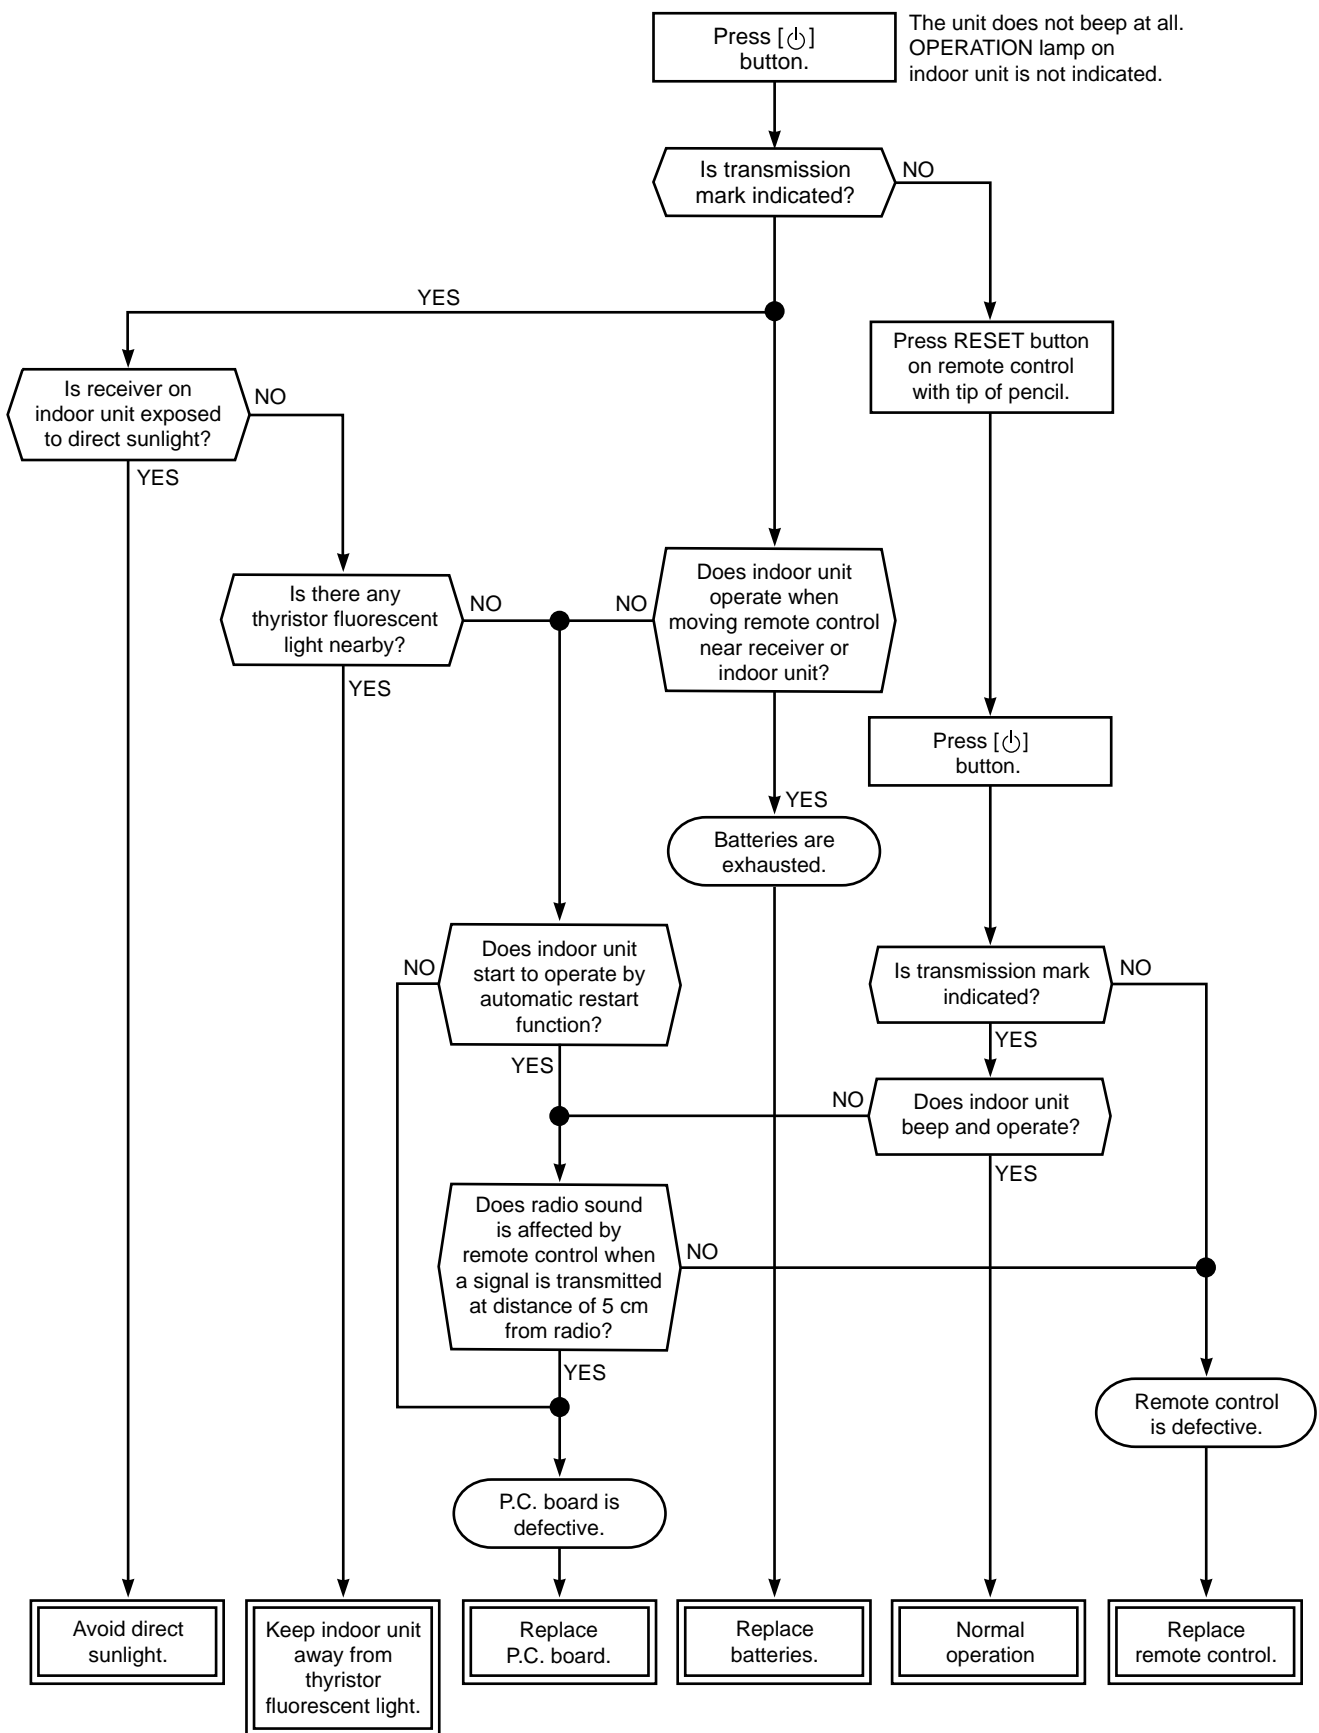 Press [⏻]
button.
The unit does not beep at all.
OPERATION lamp on
indoor unit is not indicated.
Is transmission
mark indicated?
NO
YES
Press RESET button
on remote control
with tip of pencil.
Is receiver on
indoor unit exposed
to direct sunlight?
NO
YES
Is there any
thyristor fluorescent
light nearby?
NO
YES
Does indoor unit
operate when
moving remote control
near receiver or
indoor unit?
NO
YES
Press [⏻]
button.
Batteries are
exhausted.
Does indoor unit
start to operate by
automatic restart
function?
NO
YES
Is transmission mark
indicated?
NO
YES
Does indoor unit
beep and operate?
NO
YES
Does radio sound
is affected by
remote control when
a signal is transmitted
at distance of 5 cm
from radio?
NO
YES
Remote control
is defective.
P.C. board is
defective.
Avoid direct
sunlight.
Keep indoor unit
away from
thyristor
fluorescent light.
Replace
P.C. board.
Replace
batteries.
Normal
operation
Replace
remote control.